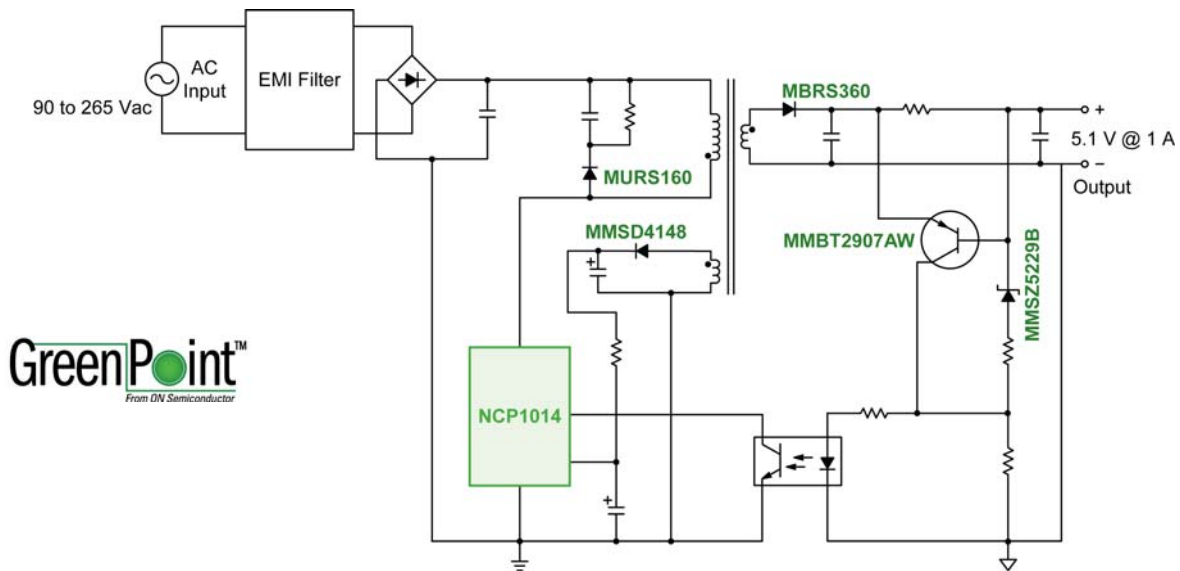 AC
Input
90 to 265 Vac
EMI Filter
MBRS360
+
5.1 V @ 1 A
–
Output
MURS160
MMSD4148
+
MMBT2907AW
MMSZ5229B
GreenPoint™
From ON Semiconductor
NCP1014
+